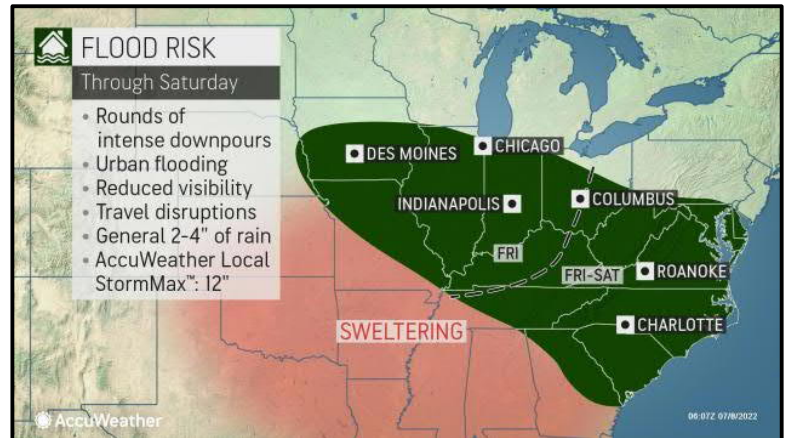 FLOOD RISK
Through Saturday
• Rounds of
intense downpours
• Urban flooding
• Reduced visibility
• Travel disruptions
• General 2-4" of rain
• AccuWeather Local
StormMax™: 12"
DES MOINES
CHICAGO
INDIANAPOLIS
COLUMBUS
FRI
FRI-SAT
ROANOKE
CHARLOTTE
SWELTERING
AccuWeather
06:07Z 07/8/2022